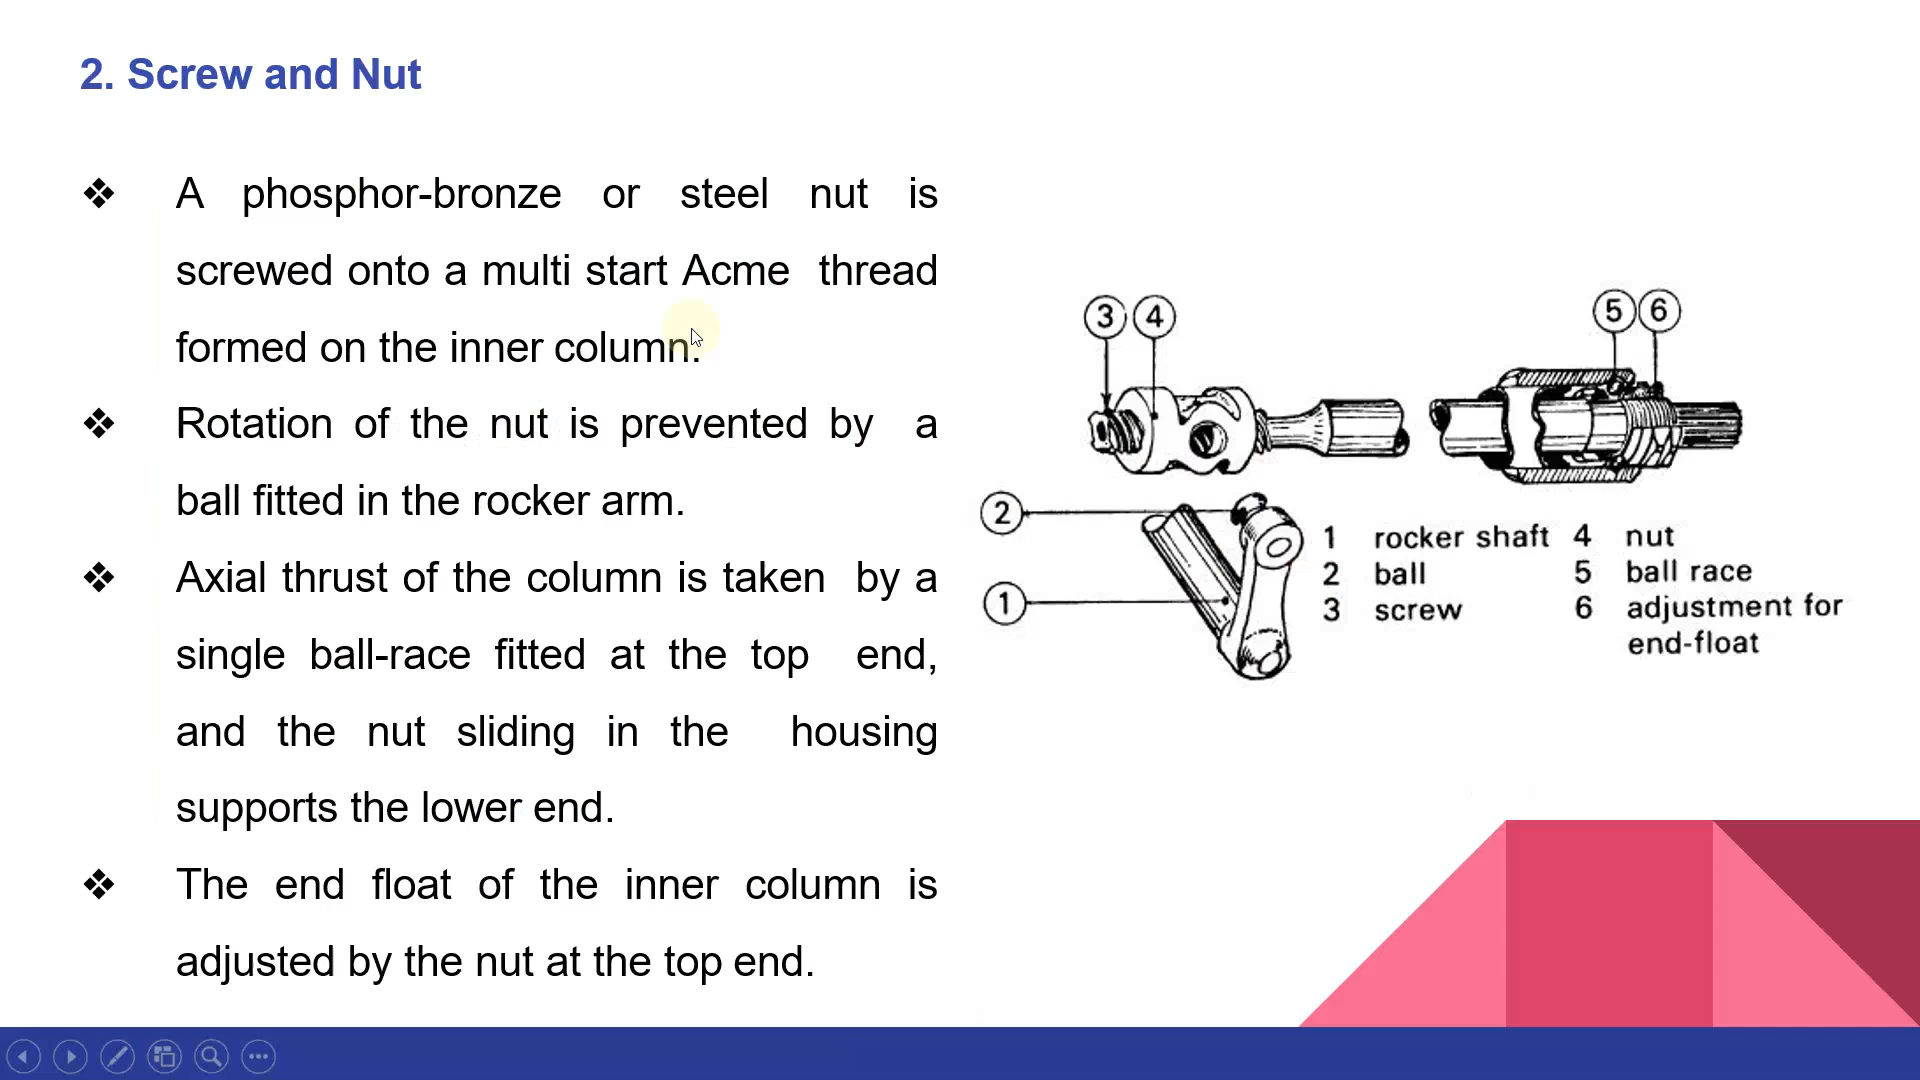 2. Screw and Nut
❖ A phosphor-bronze or steel nut is
screwed onto a multi start Acme thread
formed on the inner column.
❖ Rotation of the nut is prevented by a
ball fitted in the rocker arm.
❖ Axial thrust of the column is taken by a
single ball-race fitted at the top end,
and the nut sliding in the housing
supports the lower end.
❖ The end float of the inner column is
adjusted by the nut at the top end.
3 4
5 6
2
1
1 rocker shaft 4 nut
2 ball 5 ball race
3 screw 6 adjustment for
end-float